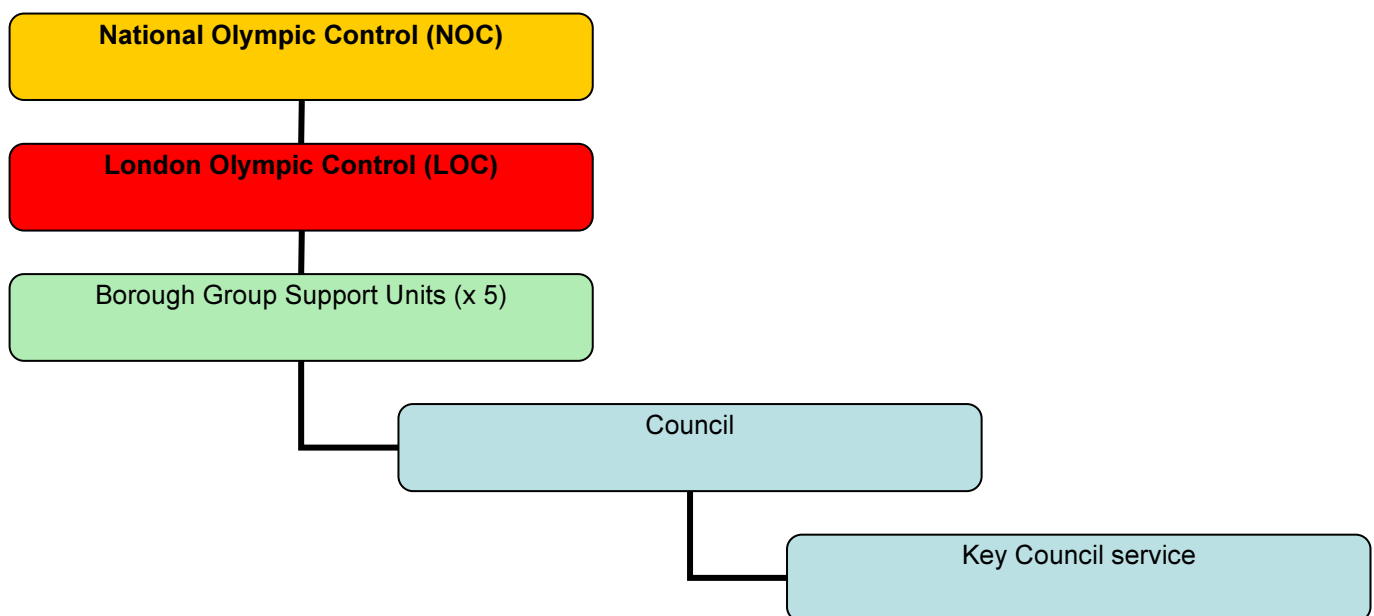 National Olympic Control (NOC)
London Olympic Control (LOC)
Borough Group Support Units (x 5)
Council
Key Council service